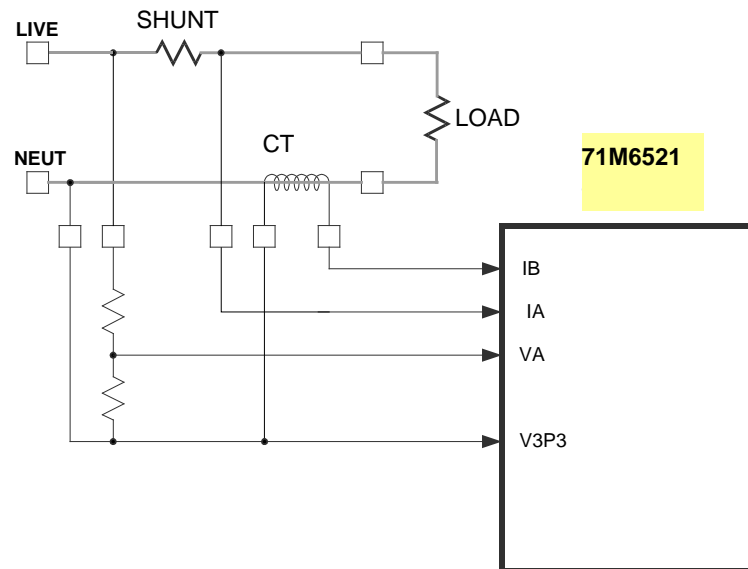 SHUNT
LIVE
LOAD
CT
71M6521
NEUT
IB
IA
VA
V3P3